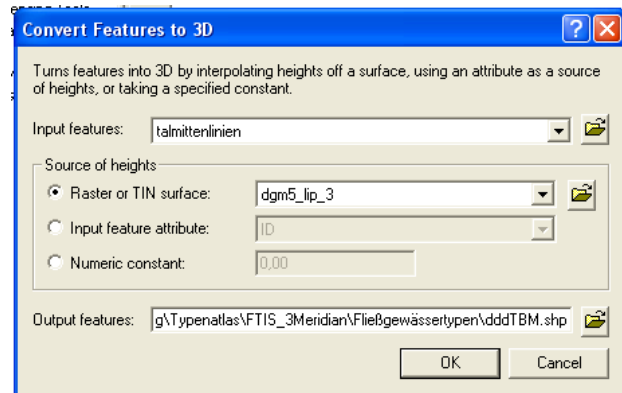 Convert Features to 3D
Turns features into 3D by interpolating heights off a surface, using an attribute as a source
of heights, or taking a specified constant.
Input features: talmittenlinien
Source of heights
Raster or TIN surface: dgm5_lip_3
Input feature attribute: ID
Numeric constant: 0,00
Output features: g\Typenatlas\FTIS_3Meridian\Fließgewässertypen\dddTBM.shp
OK Cancel